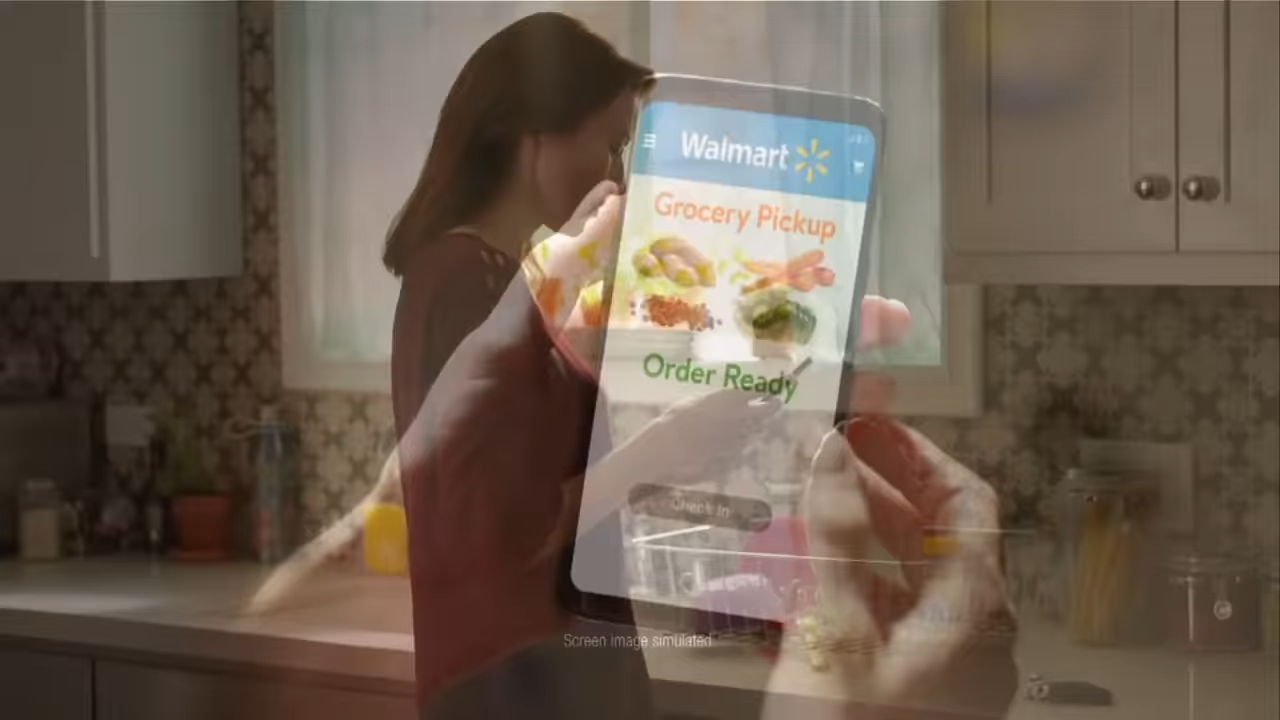 Walmart
Grocery Pickup
Order Ready
Check In
Screen image simulated